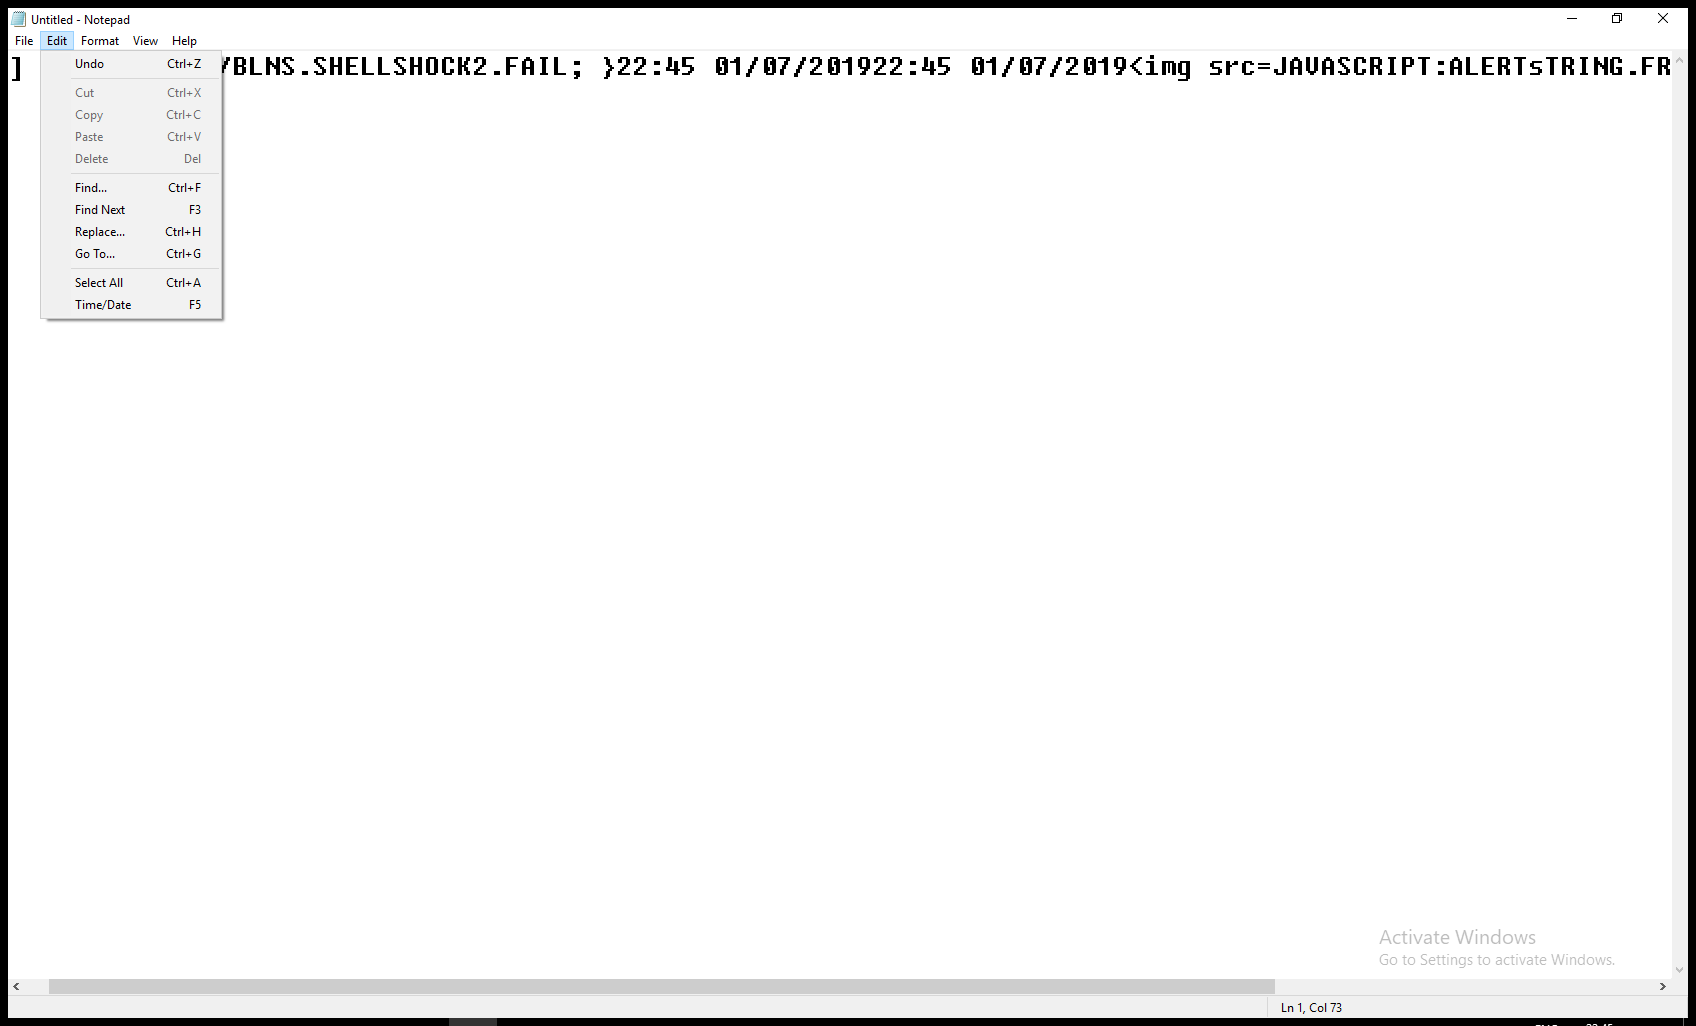 Untitled - Notepad
File Edit Format View Help
] /BLNS.SHELLSHOCK2.FAIL; }22:45 01/07/201922:45 01/07/2019<img src=JAVASCRIPT:ALERTsTRING.FR
Undo Ctrl+Z
Cut Ctrl+X
Copy Ctrl+C
Paste Ctrl+V
Delete Del
Find... Ctrl+F
Find Next F3
Replace... Ctrl+H
Go To... Ctrl+G
Select All Ctrl+A
Time/Date F5
Activate Windows
Go to Settings to activate Windows.
Ln 1, Col 73